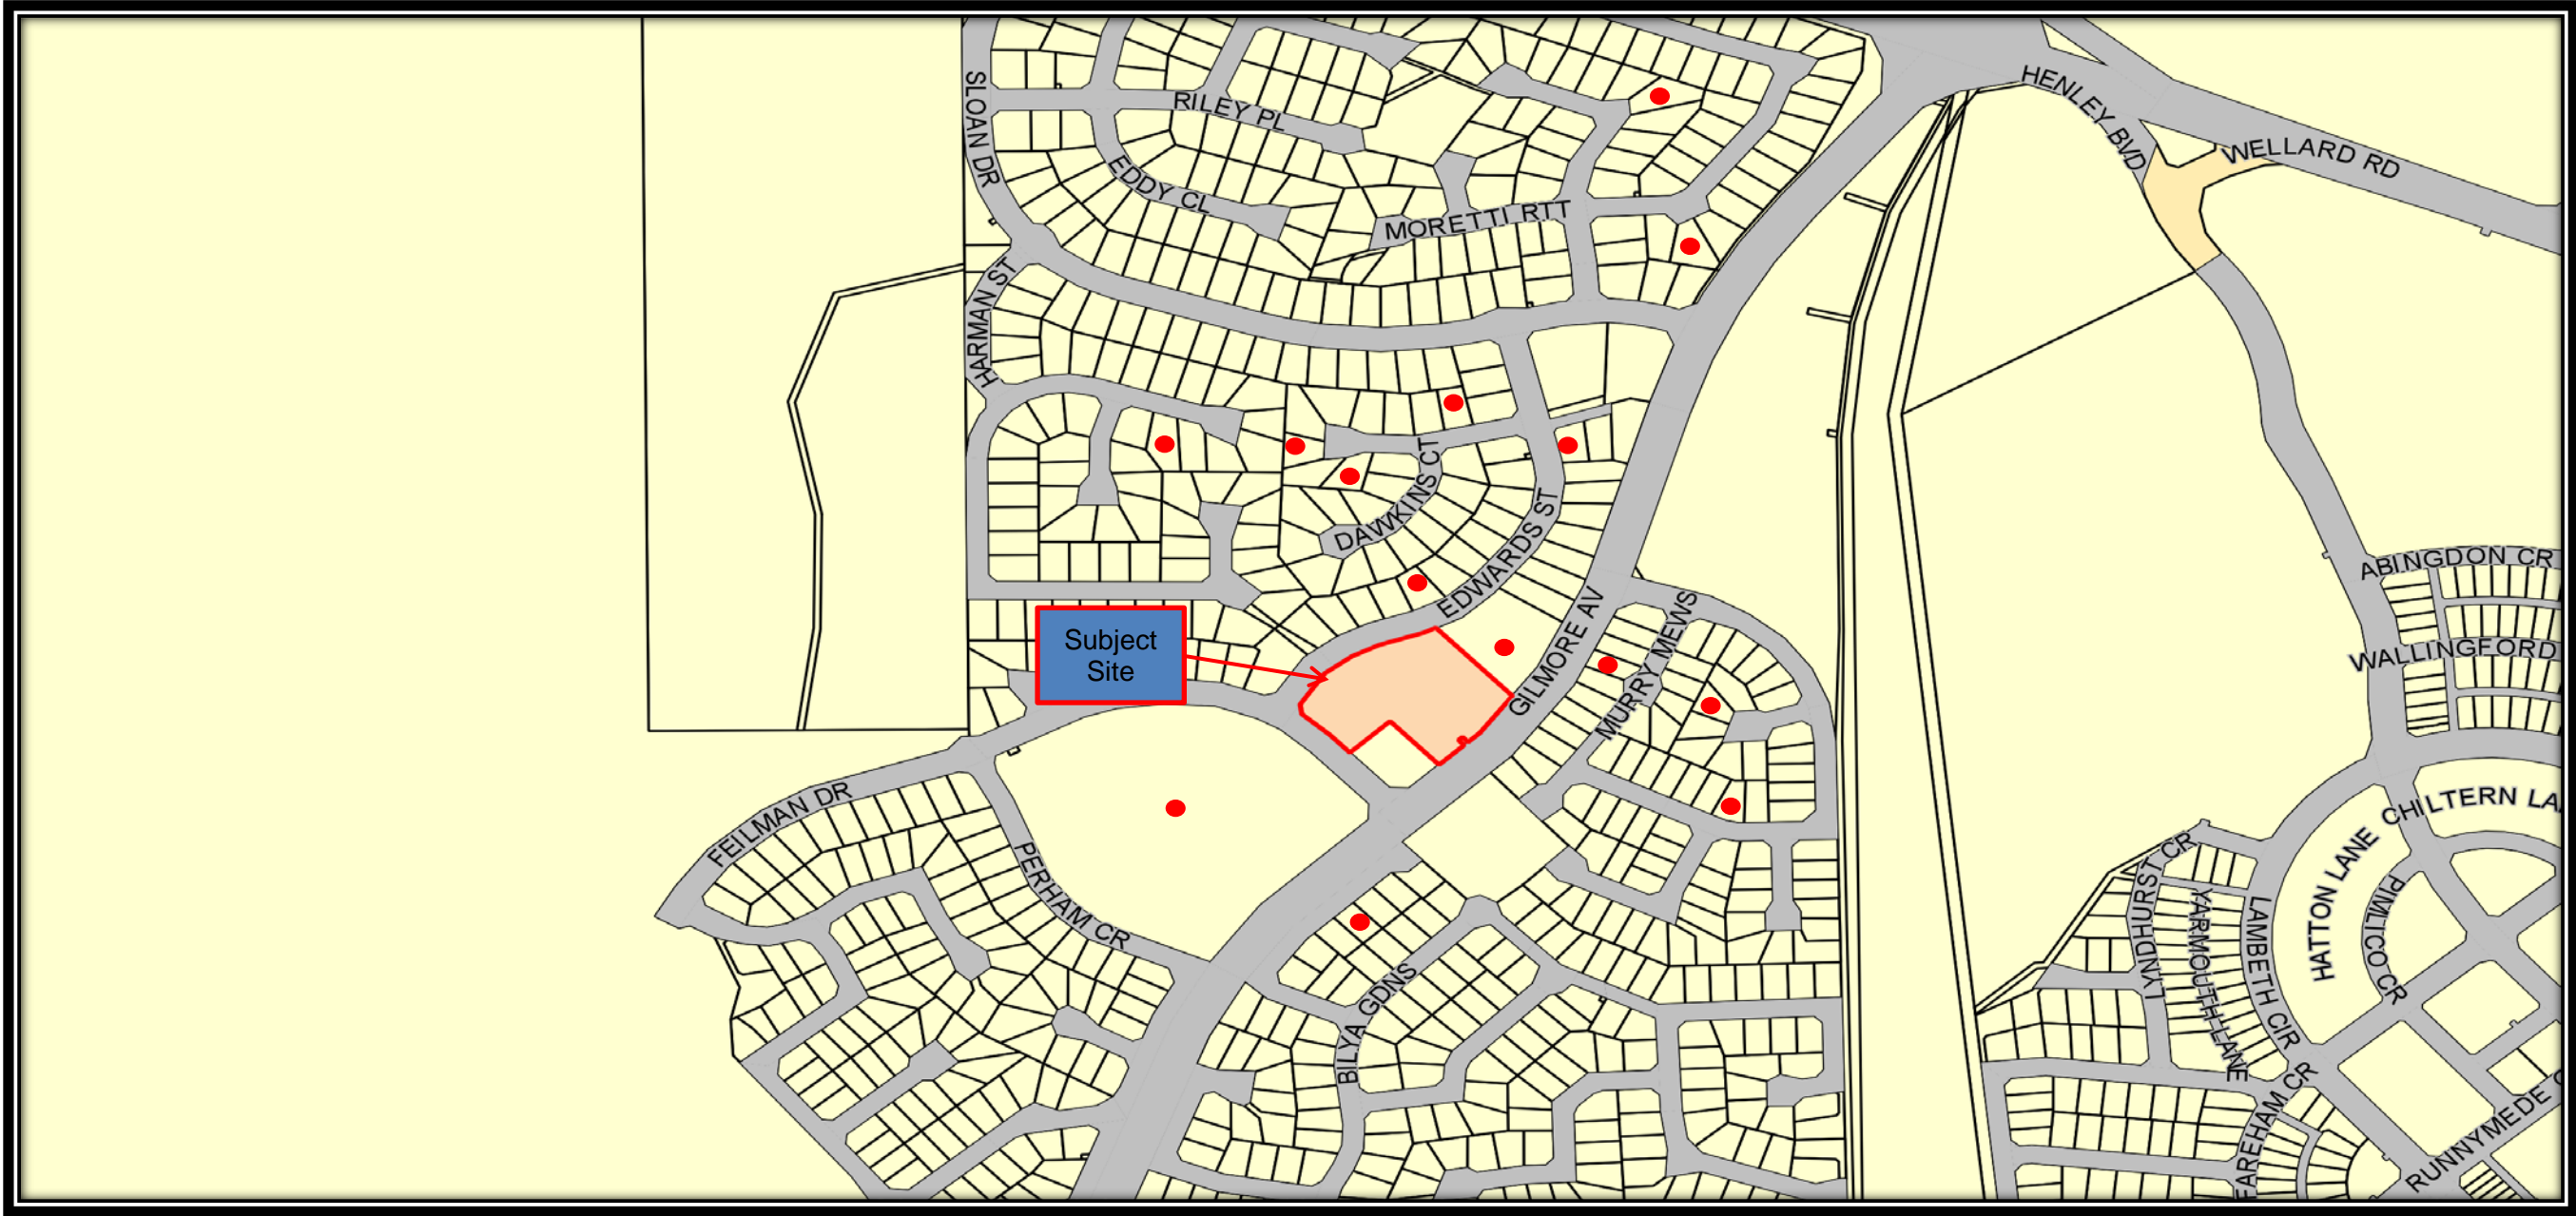 SLOAN DR
RILEY PL
EDDY CL
MORETTI RTT
HENLEY BVD
WELLARD RD
HARMAN ST
DAWKINS CT
EDWARDS ST
ABINGDON CR
Subject
Site
GILMORE AV
MURRY MEWS
WALLINGFORD
FEILMAN DR
PERHAM CR
CHILTERN LA
HATTON LANE
PIMLICO CR
LYNDHURST CR
YARMOUTH LANE
LAMBETH CIR
BILYA GDNS
FAREHAM CR
RUNNYMEDE